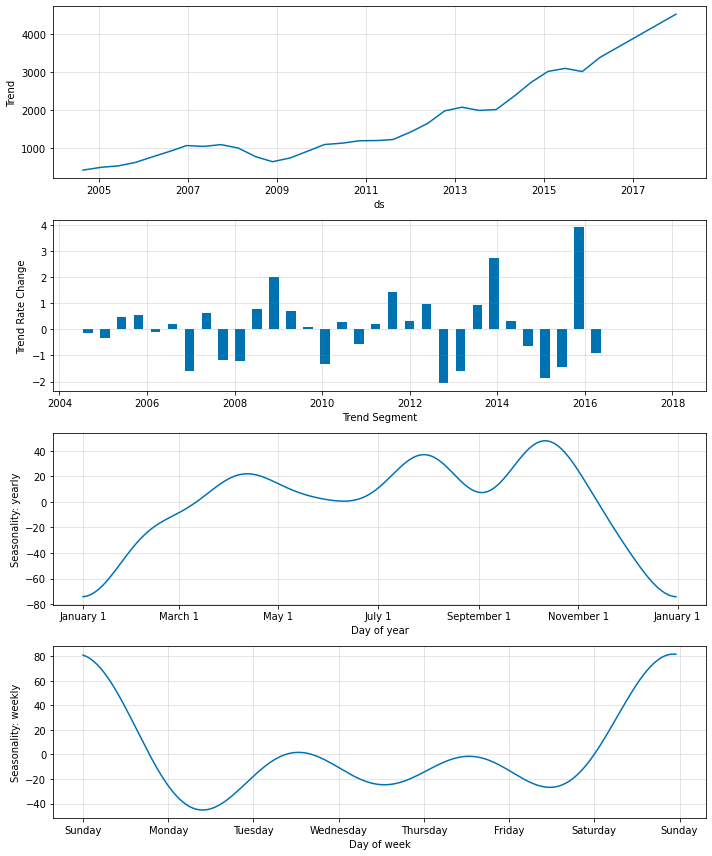 4000
3000
2000
1000
Trend
2005 2007 2009 2011 2013 2015 2017
ds
4
3
2
1
0
−1
−2
Trend Rate Change
2004 2006 2008 2010 2012 2014 2016 2018
Trend Segment
40
20
0
−20
−40
−60
−80
Seasonality: yearly
January 1 March 1 May 1 July 1 September 1 November 1 January 1
Day of year
80
60
40
20
0
−20
−40
Seasonality: weekly
Sunday Monday Tuesday Wednesday Thursday Friday Saturday Sunday
Day of week